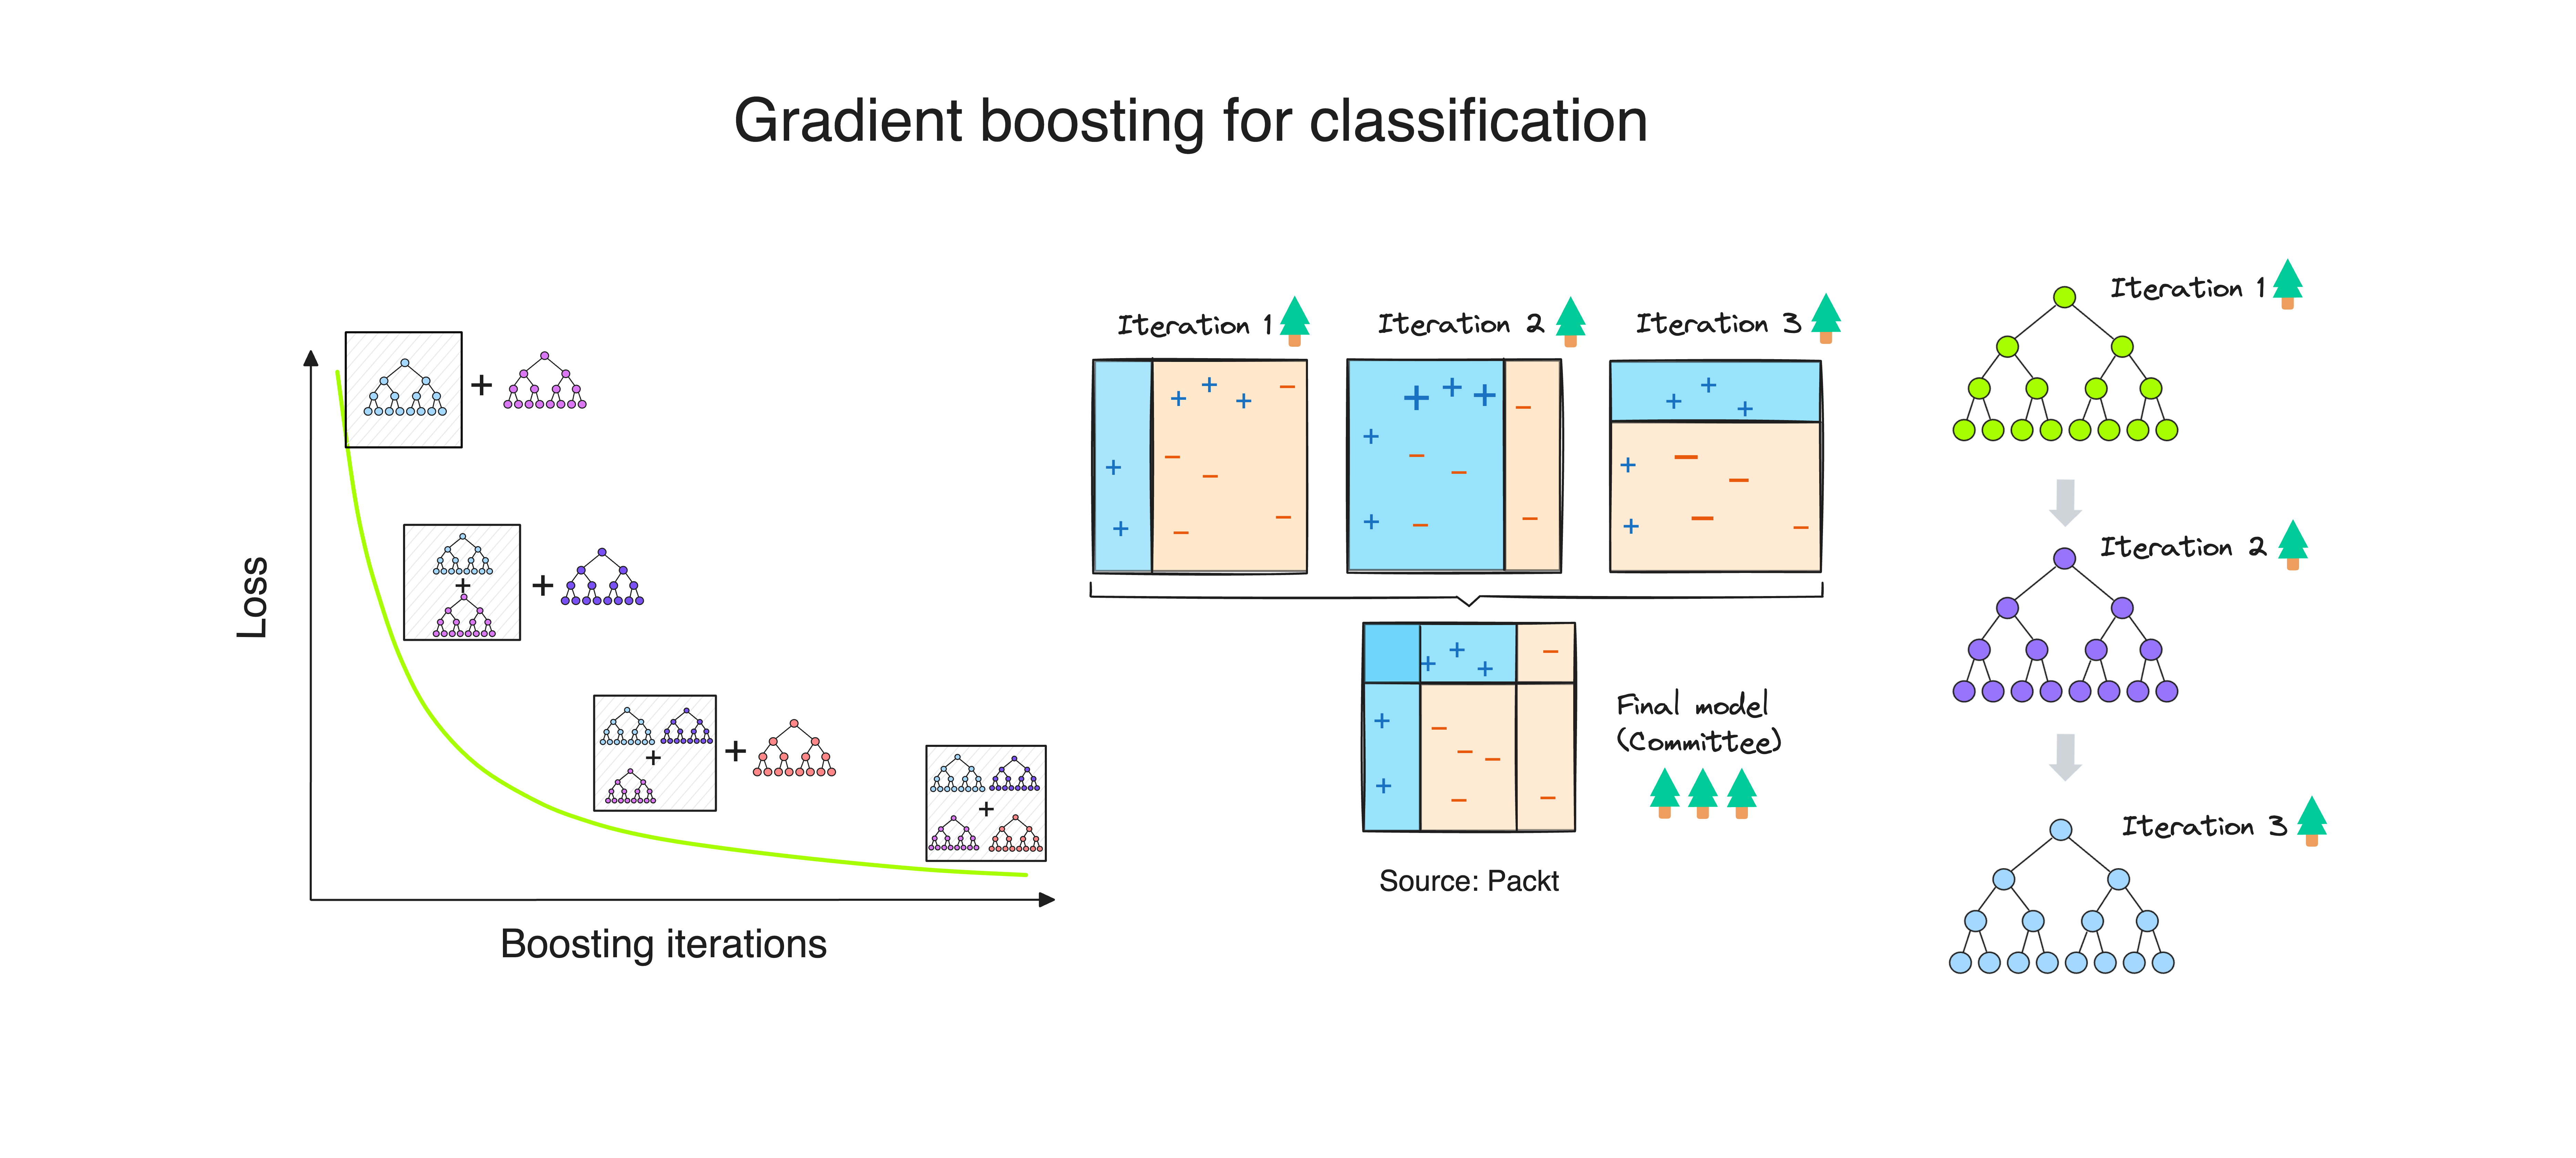 Gradient boosting for classification
Loss
Boosting iterations
Iteration 1
Iteration 2
Iteration 3
Final model
(Committee)
Source: Packt
Iteration 1
Iteration 2
Iteration 3